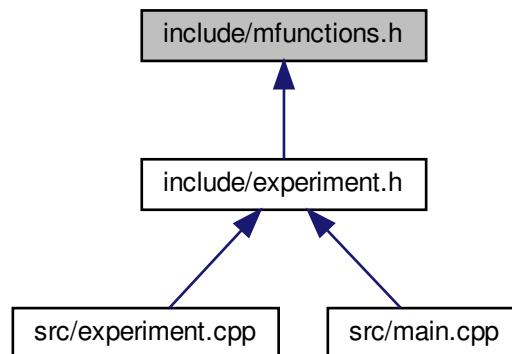 include/mfunctions.h
include/experiment.h
src/experiment.cpp
src/main.cpp